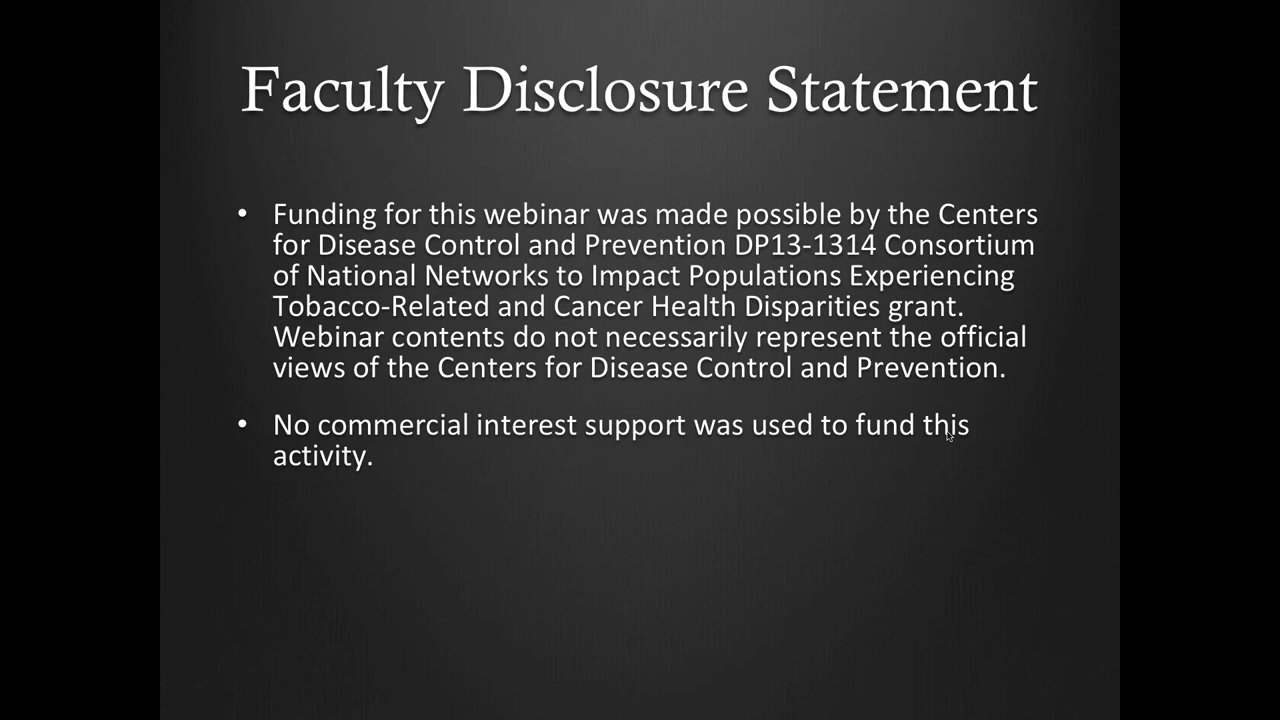 Faculty Disclosure Statement
• Funding for this webinar was made possible by the Centers
for Disease Control and Prevention DP13-1314 Consortium
of National Networks to Impact Populations Experiencing
Tobacco-Related and Cancer Health Disparities grant.
Webinar contents do not necessarily represent the official
views of the Centers for Disease Control and Prevention.
• No commercial interest support was used to fund this
activity.